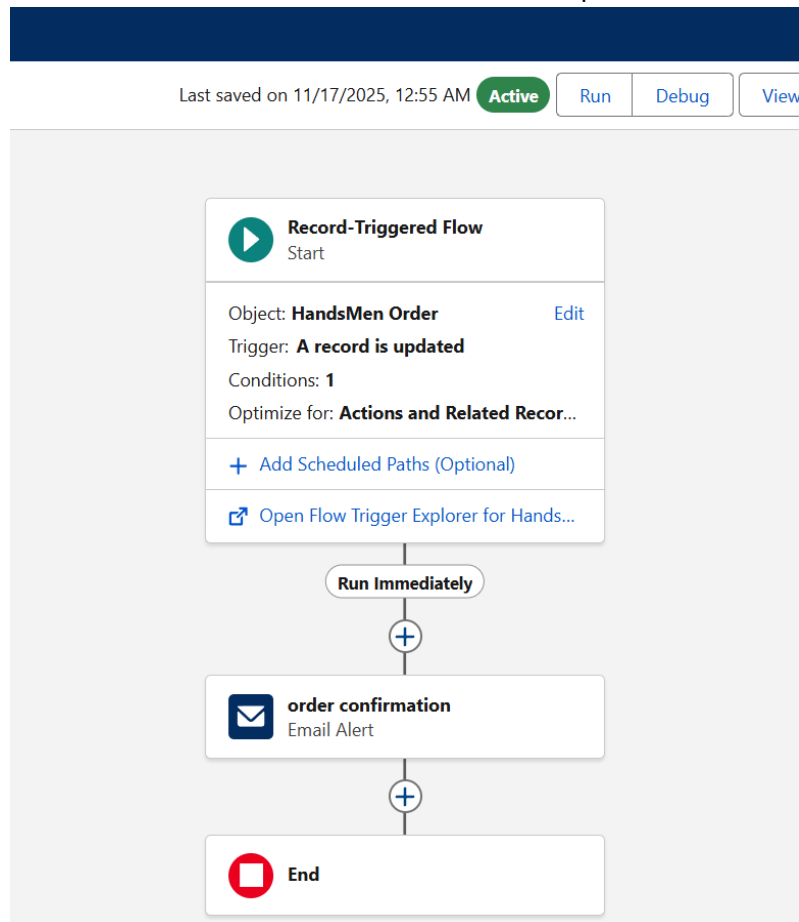 Last saved on 11/17/2025, 12:55 AM Active Run Debug View
Record-Triggered Flow
Start
Object: HandsMen Order Edit
Trigger: A record is updated
Conditions: 1
Optimize for: Actions and Related Recor...
+ Add Scheduled Paths (Optional)
Open Flow Trigger Explorer for Hands...
Run Immediately
order confirmation
Email Alert
End